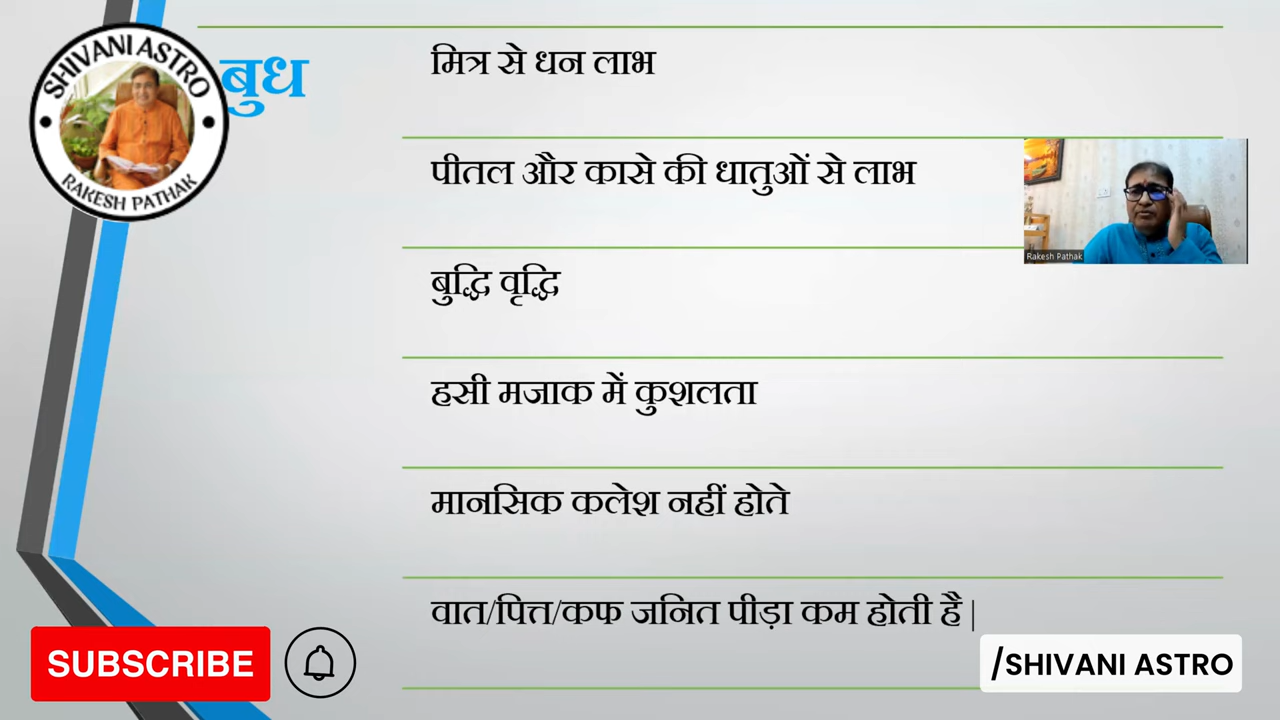 SHIVANI ASTRO
RAKESH PATHAK
बुध
मित्र से धन लाभ
पीतल और कासे की धातुओं से लाभ
Rakesh Pathak
बुद्धि वृद्धि
हसी मजाक में कुशलता
मानसिक कलेश नहीं होते
वात/पित्त/कफ जनित पीड़ा कम होती है |
SUBSCRIBE
/SHIVANI ASTRO